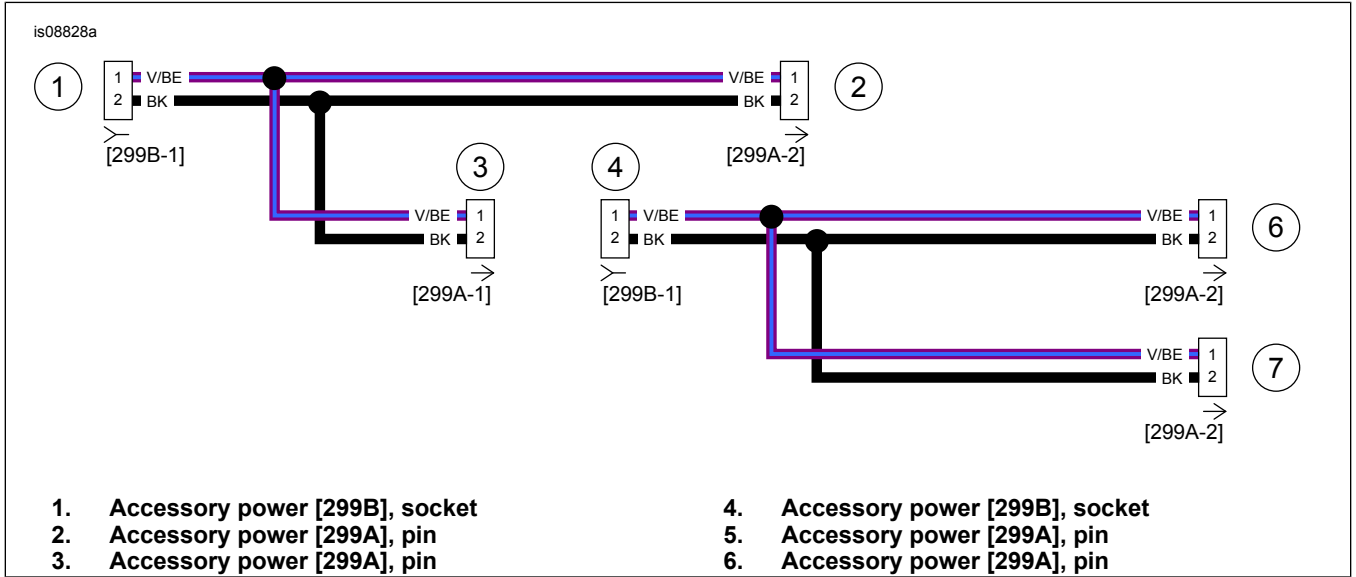 is08828a
1
1 V/BE V/BE 1
2 BK BK 2
2
[299B-1]
[299A-2]
3
4
V/BE 1
BK 2
[299A-1]
1 V/BE V/BE 1
2 BK BK 2
6
[299B-1]
[299A-2]
V/BE 1
BK 2
7
[299A-2]
1. Accessory power [299B], socket
2. Accessory power [299A], pin
3. Accessory power [299A], pin
4. Accessory power [299B], socket
5. Accessory power [299A], pin
6. Accessory power [299A], pin